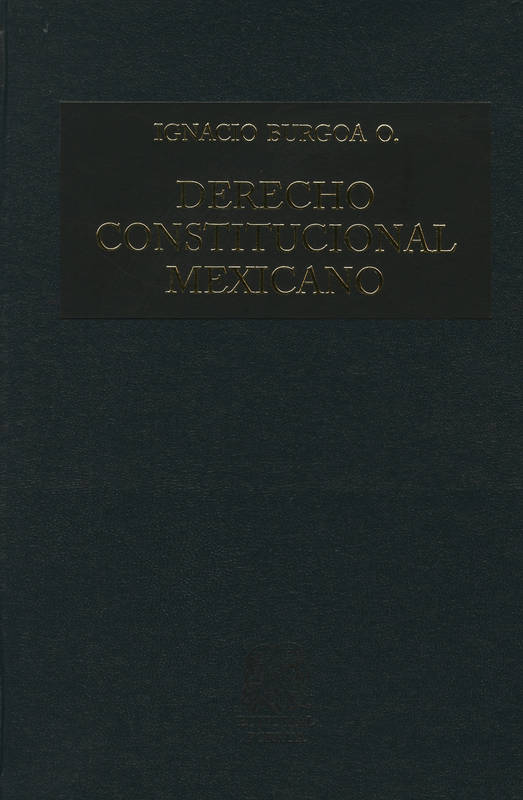 IGNACIO BURGOA O.
DERECHO
CONSTITUCIONAL
MEXICANO